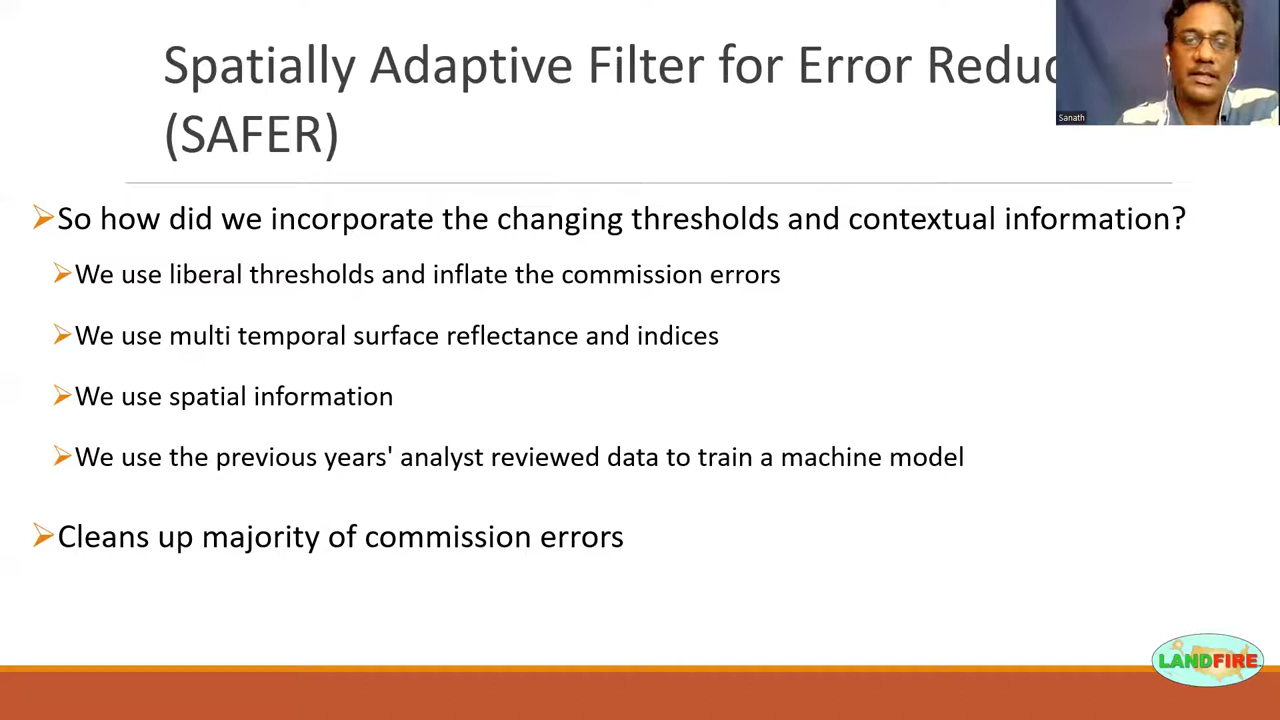 Spatially Adaptive Filter for Error
(SAFER)
Sanath
So how did we incorporate the changing thresholds and contextual information?
We use liberal thresholds and inflate the commission errors
We use multi temporal surface reflectance and indices
We use spatial information
We use the previous years' analyst reviewed data to train a machine model
Cleans up majority of commission errors
LANDFIRE